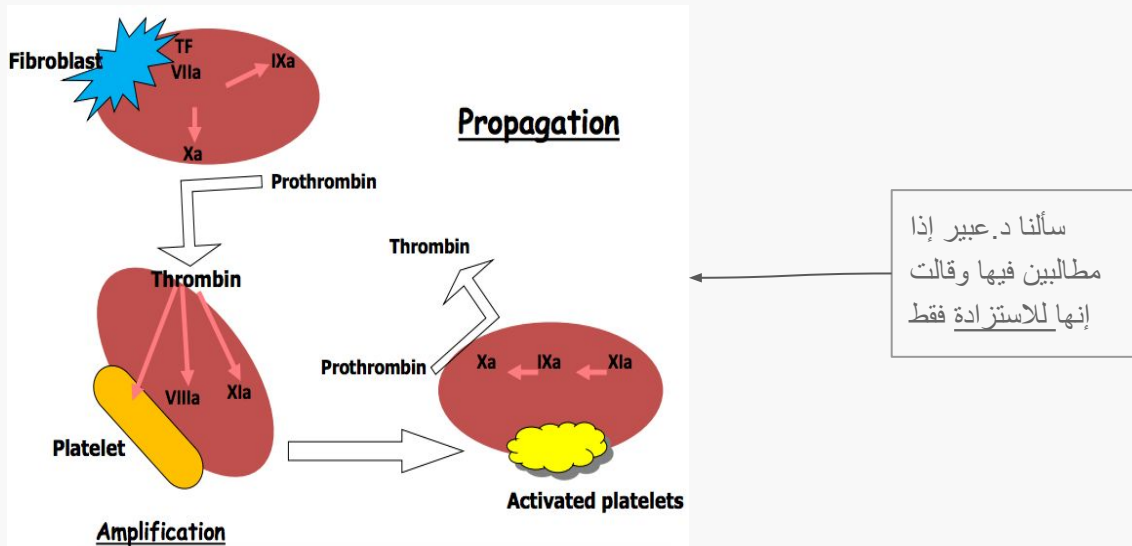 Fibroblast
TF
VIIa
IXa
Xa
Propagation
Prothrombin
Thrombin
VIIIa
XIa
Platelet
Amplification
Thrombin
Prothrombin
Xa
IXa
XIa
Activated platelets
سألنا د.عبير إذا
مطالبين فيها وقالت
إنها للاستزادة فقط